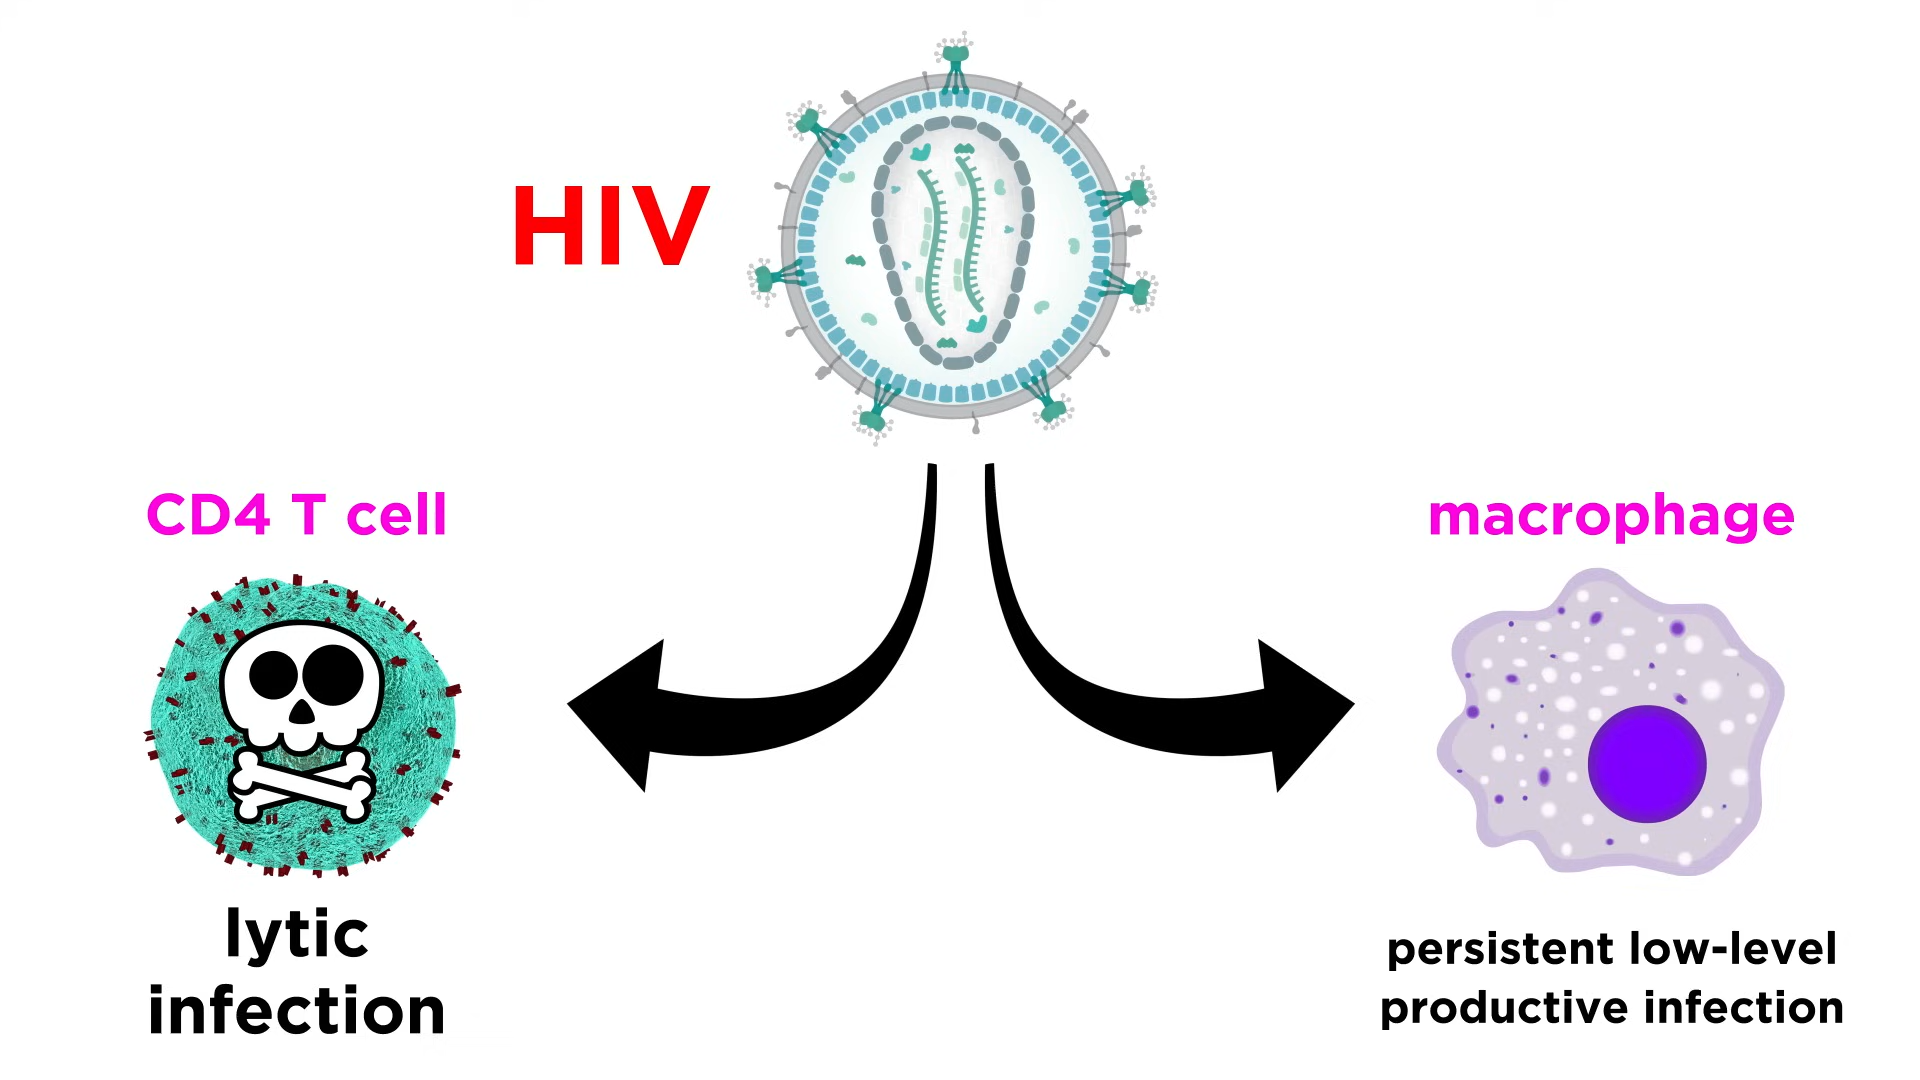 HIV
CD4 T cell
macrophage
lytic
infection
persistent low-level
productive infection